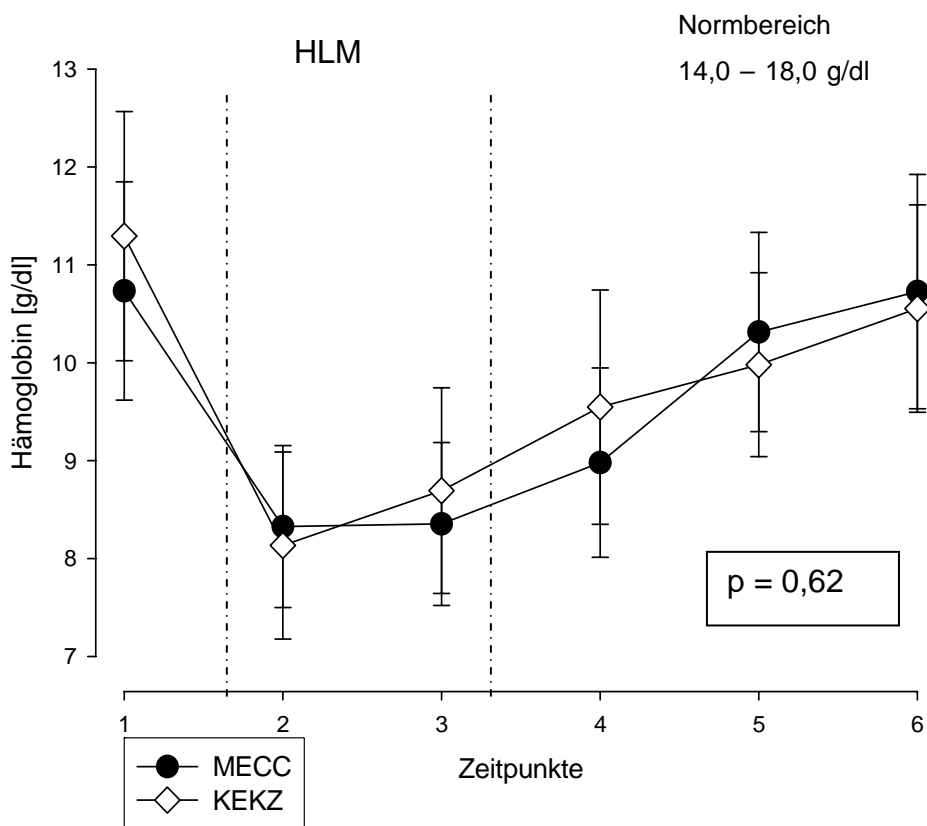 Normbereich
HLM
14,0 – 18,0 g/dl
13
12
11
10
9
8
7
Hämoglobin [g/dl]
p = 0,62
1 2 3 4 5 6
Zeitpunkte
MECC
KEKZ